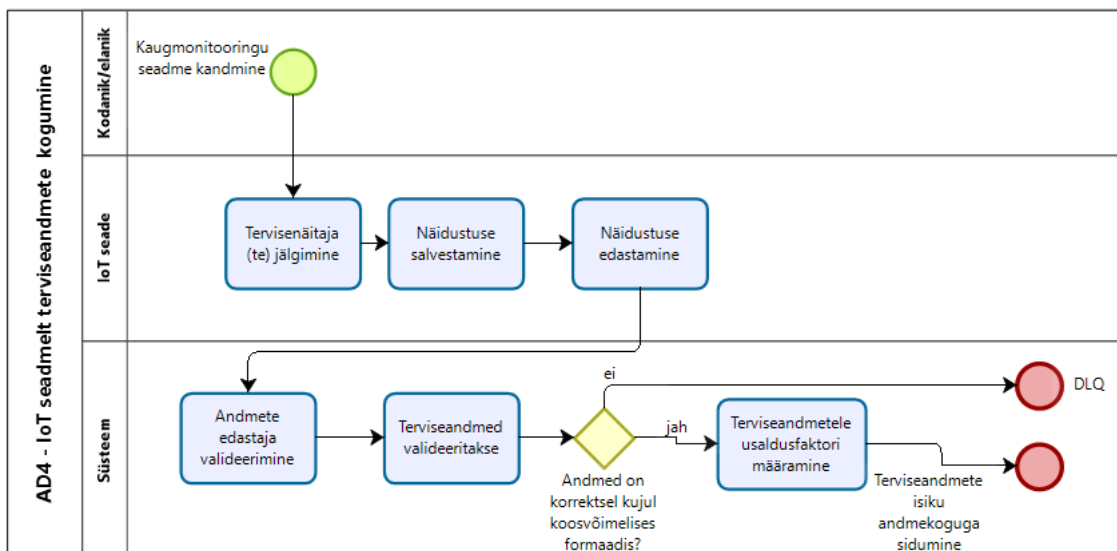 AD4 - IoT seadmelt terviseandmete kogumine
Kodanik/elanik
Kaugmonitooringu
seadme kandmine
IoT seade
Tervisenäitaja
(te) jälgimine
Näidustuse
salvestamine
Näidustuse
edastamine
Süsteem
Andmete
edastaja
valideerimine
Terviseandmed
valideeritakse
Andmed on
korrektsel kujul
koosvõimelises
formaadis?
ei
DLQ
jah
Terviseandmetele
usaldusfaktori
määramine
Terviseandmete
isiku
andmekoguga
sidumine